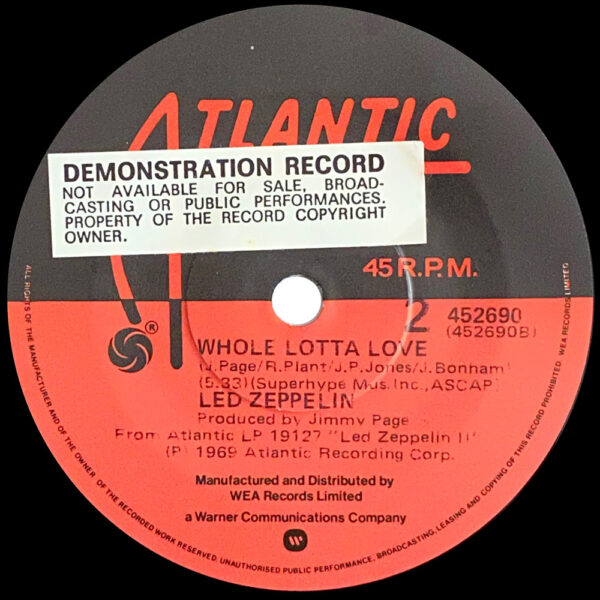 ATLANTIC
DEMONSTRATION RECORD
NOT AVAILABLE FOR SALE, BROAD-
CASTING OR PUBLIC PERFORMANCES.
PROPERTY OF THE RECORD COPYRIGHT
OWNER.
45 R.P.M.
2 452690
(452690B)
®
WHOLE LOTTA LOVE
(J.Page/R.Plant/J.P.Jones/J.Bonham)
(5.33)(Superhype Mus.Inc.,ASCAP)
LED ZEPPELIN
Produced by Jimmy Page
From Atlantic LP 19127 "Led Zeppelin II"
(P) 1969 Atlantic Recording Corp.
Manufactured and Distributed by
WEA Records Limited
a Warner Communications Company
ALL RIGHTS OF THE MANUFACTURER AND OF THE OWNER OF THE RECORDED WORK RESERVED. UNAUTHORISED PUBLIC PERFORMANCE, BROADCASTING, LEASING AND COPYING OF THIS RECORD PROHIBITED. WEA RECORDS LIMITED